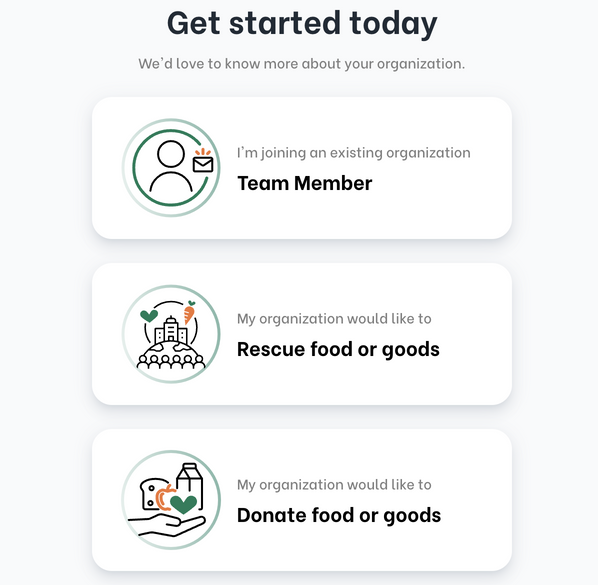 Get started today
We'd love to know more about your organization.
I'm joining an existing organization
Team Member
My organization would like to
Rescue food or goods
My organization would like to
Donate food or goods